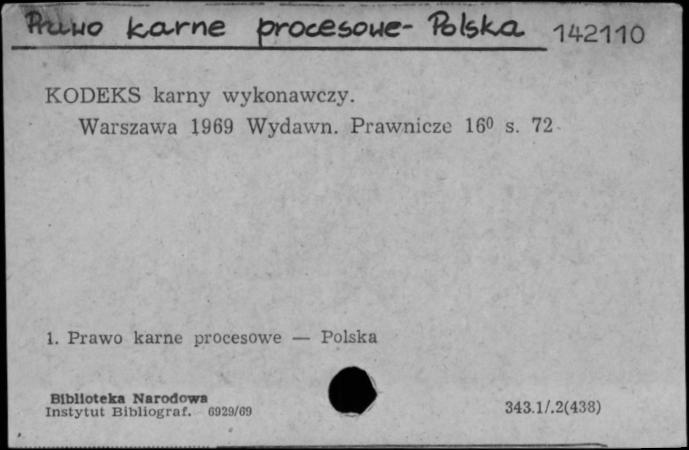 Prawo karne procesowe - Polska 142110
KODEKS karny wykonawczy.
Warszawa 1969 Wydawn. Prawnicze 16⁰ s. 72
1. Prawo karne procesowe — Polska
Biblioteka Narodowa
Instytut Bibliograf. 6929/69
343.1/.2(438)